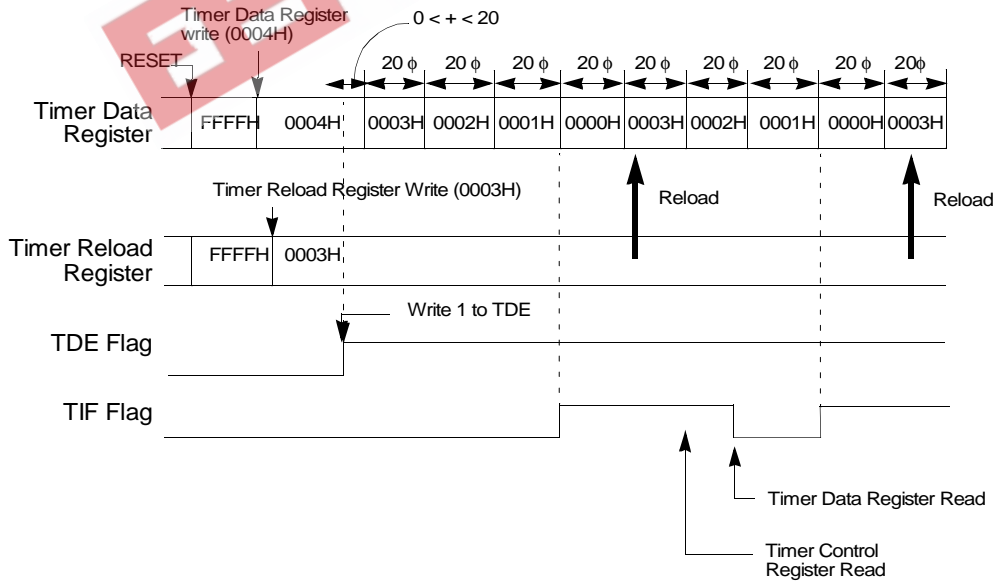 Timer Data Register
write (0004H)
0 < + < 20
RESET
20 ϕ 20 ϕ 20 ϕ 20 ϕ 20 ϕ 20 ϕ 20 ϕ 20 ϕ 20ϕ
Timer Data
Register
FFFFH 0004H 0003H 0002H 0001H 0000H 0003H 0002H 0001H 0000H 0003H
Timer Reload Register Write (0003H)
Reload
Reload
Timer Reload
Register
FFFFH 0003H
Write 1 to TDE
TDE Flag
TIF Flag
Timer Data Register Read
Timer Control
Register Read